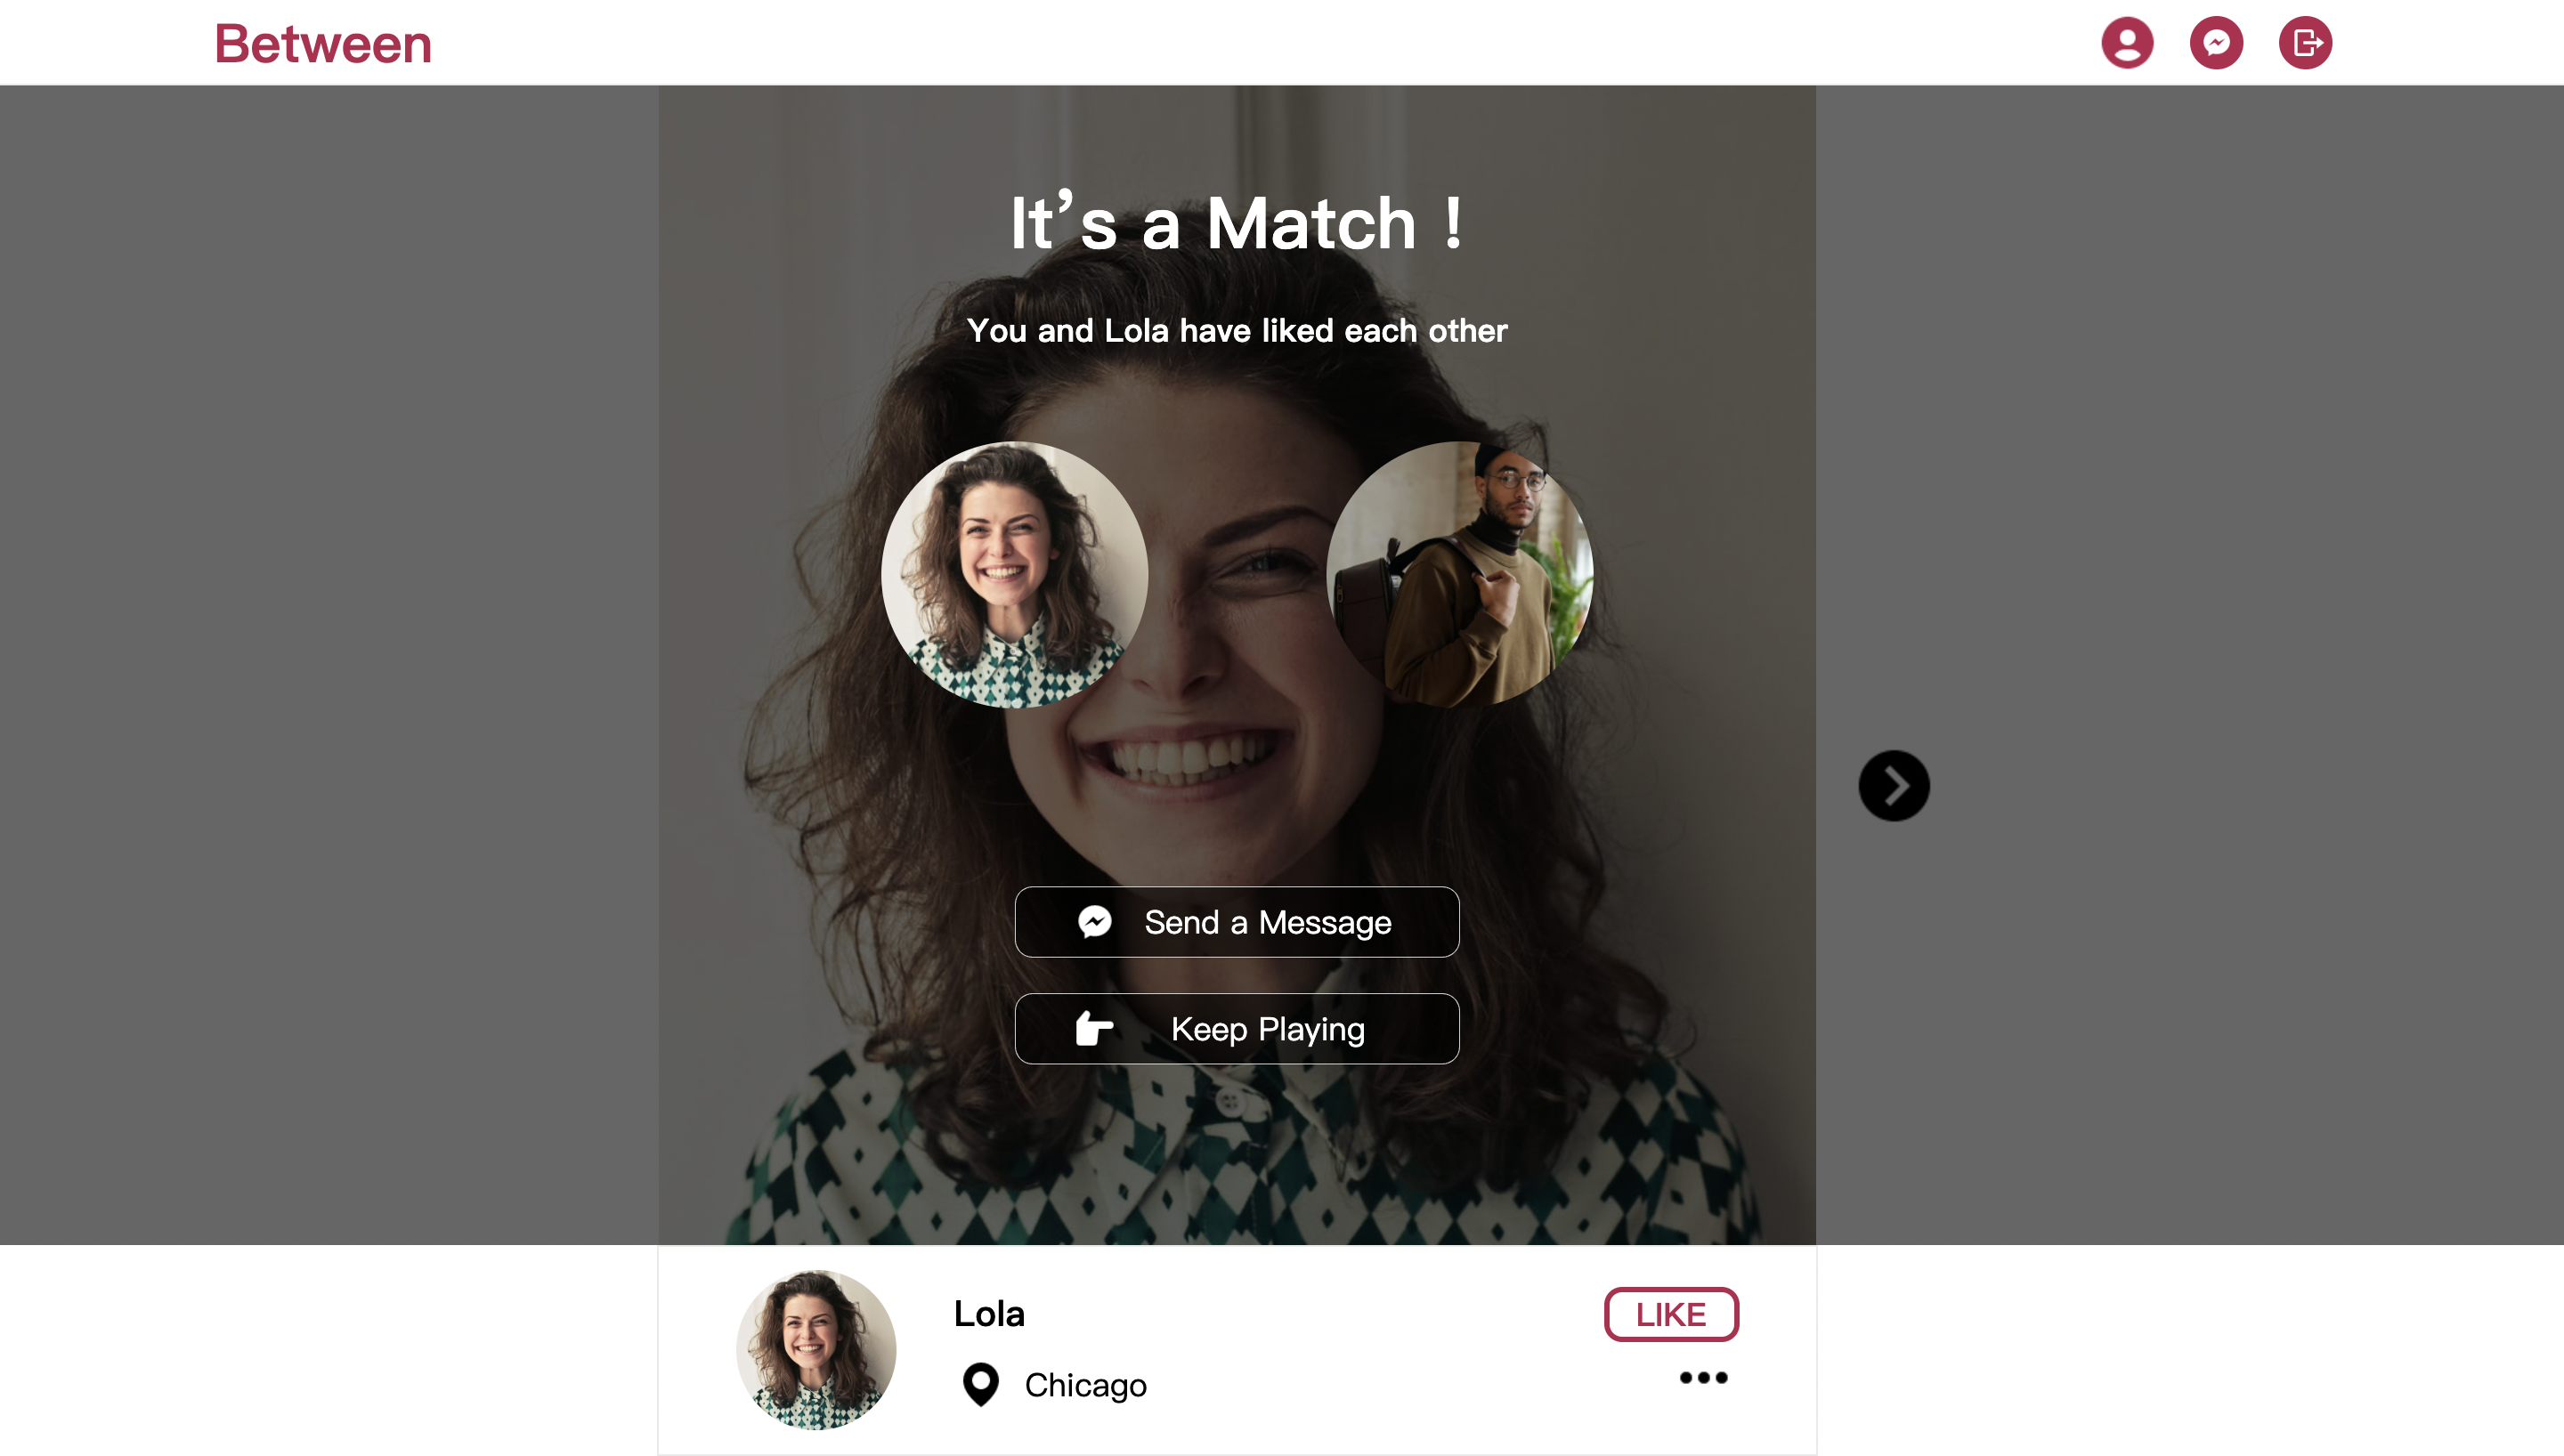 Between
It’s a Match !
You and Lola have liked each other
Send a Message
Keep Playing
Lola
LIKE
Chicago